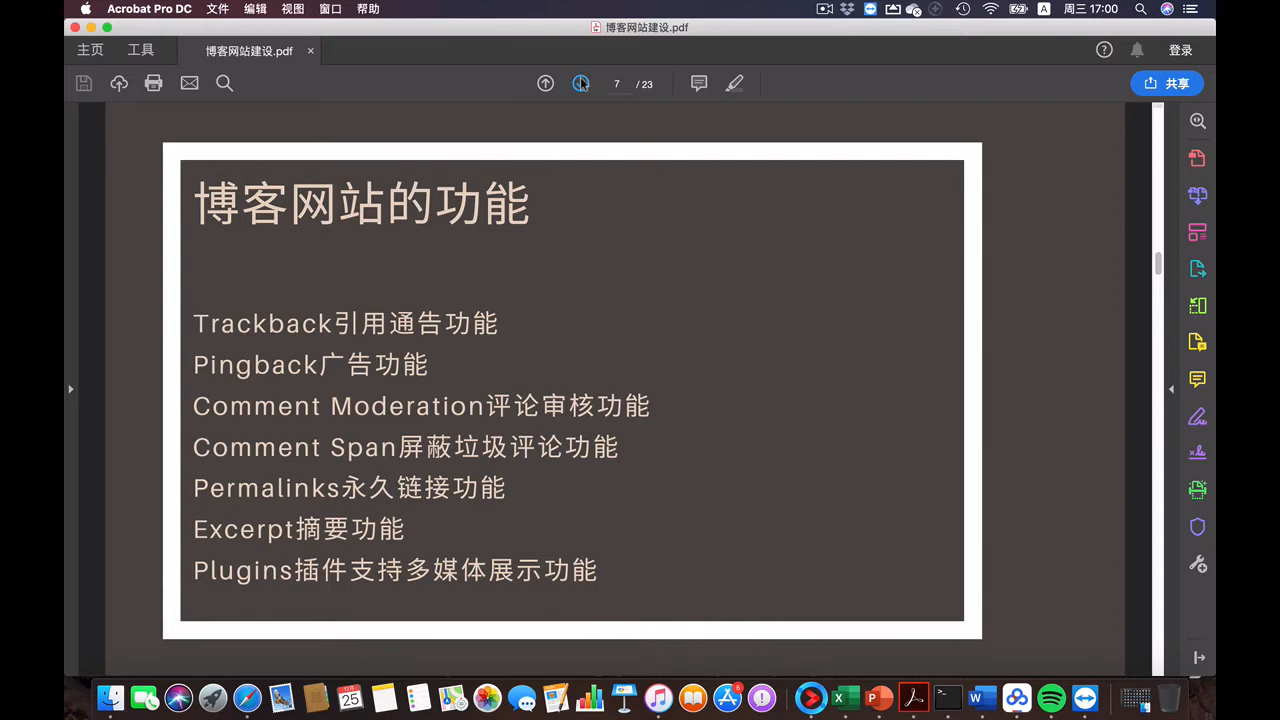 Acrobat Pro DC 文件 编辑 视图 窗口 帮助 A 周三 17:00
博客网站建设.pdf
主页 工具 博客网站建设.pdf × ? 登录
7 / 23 共享
博客网站的功能
Trackback引用通告功能
Pingback广告功能
Comment Moderation评论审核功能
Comment Span屏蔽垃圾评论功能
Permalinks永久链接功能
Excerpt摘要功能
Plugins插件支持多媒体展示功能